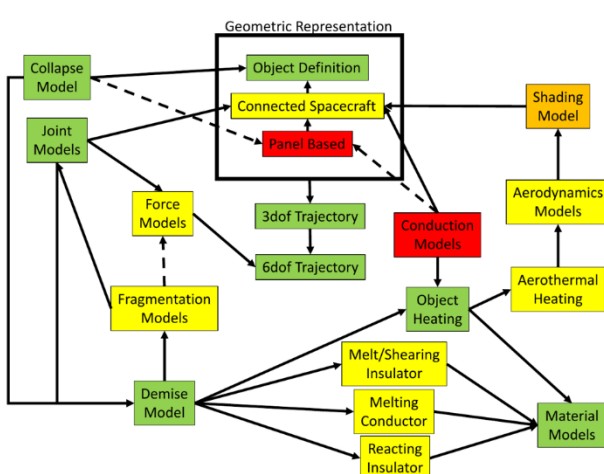 Geometric Representation
Collapse
Model
Object Definition
Connected Spacecraft
Panel Based
Shading
Model
Joint
Models
Force
Models
3dof Trajectory
6dof Trajectory
Conduction
Models
Aerodynamics
Models
Fragmentation
Models
Object
Heating
Aerothermal
Heating
Melt/Shearing
Insulator
Demise
Model
Melting
Conductor
Material
Models
Reacting
Insulator